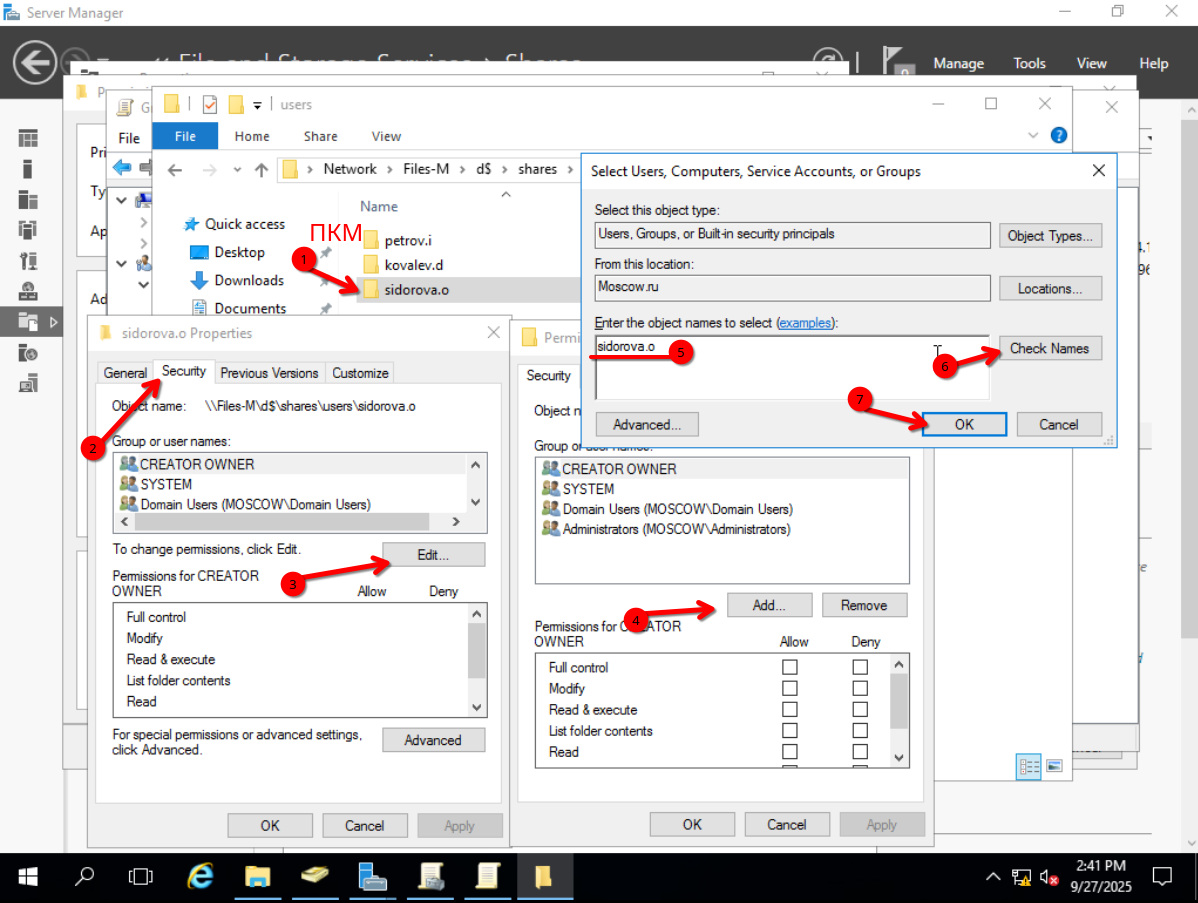 Server Manager
File and Storage Services
Shares
Manage Tools View Help
users
File
File Home Share View
Network > Files-M > d$ > shares >
Name
Quick access
Desktop
Downloads
Documents
ПКМ
petrov.i
kovalev.d
sidorova.o
1
Select Users, Computers, Service Accounts, or Groups
Select this object type:
Users, Groups, or Built-in security principals
Object Types...
From this location:
Moscow.ru
Locations...
Enter the object names to select (examples):
sidorova.o
5
6
Check Names
7
Advanced...
OK
Cancel
sidorova.o Properties
General Security Previous Versions Customize
Object name: \\Files-M\d$\shares\users\sidorova.o
2
Group or user names:
CREATOR OWNER
SYSTEM
Domain Users (MOSCOW\Domain Users)
To change permissions, click Edit.
Edit...
3
Permissions for CREATOR
OWNER
Allow Deny
Full control
Modify
Read & execute
List folder contents
Read
For special permissions or advanced settings,
click Advanced.
Advanced
OK Cancel Apply
Security
CREATOR OWNER
SYSTEM
Domain Users (MOSCOW\Domain Users)
Administrators (MOSCOW\Administrators)
4
Add... Remove
Permissions for CREATOR
OWNER
Allow Deny
Full control
Modify
Read & execute
List folder contents
Read
OK Cancel Apply
2:41 PM
9/27/2025